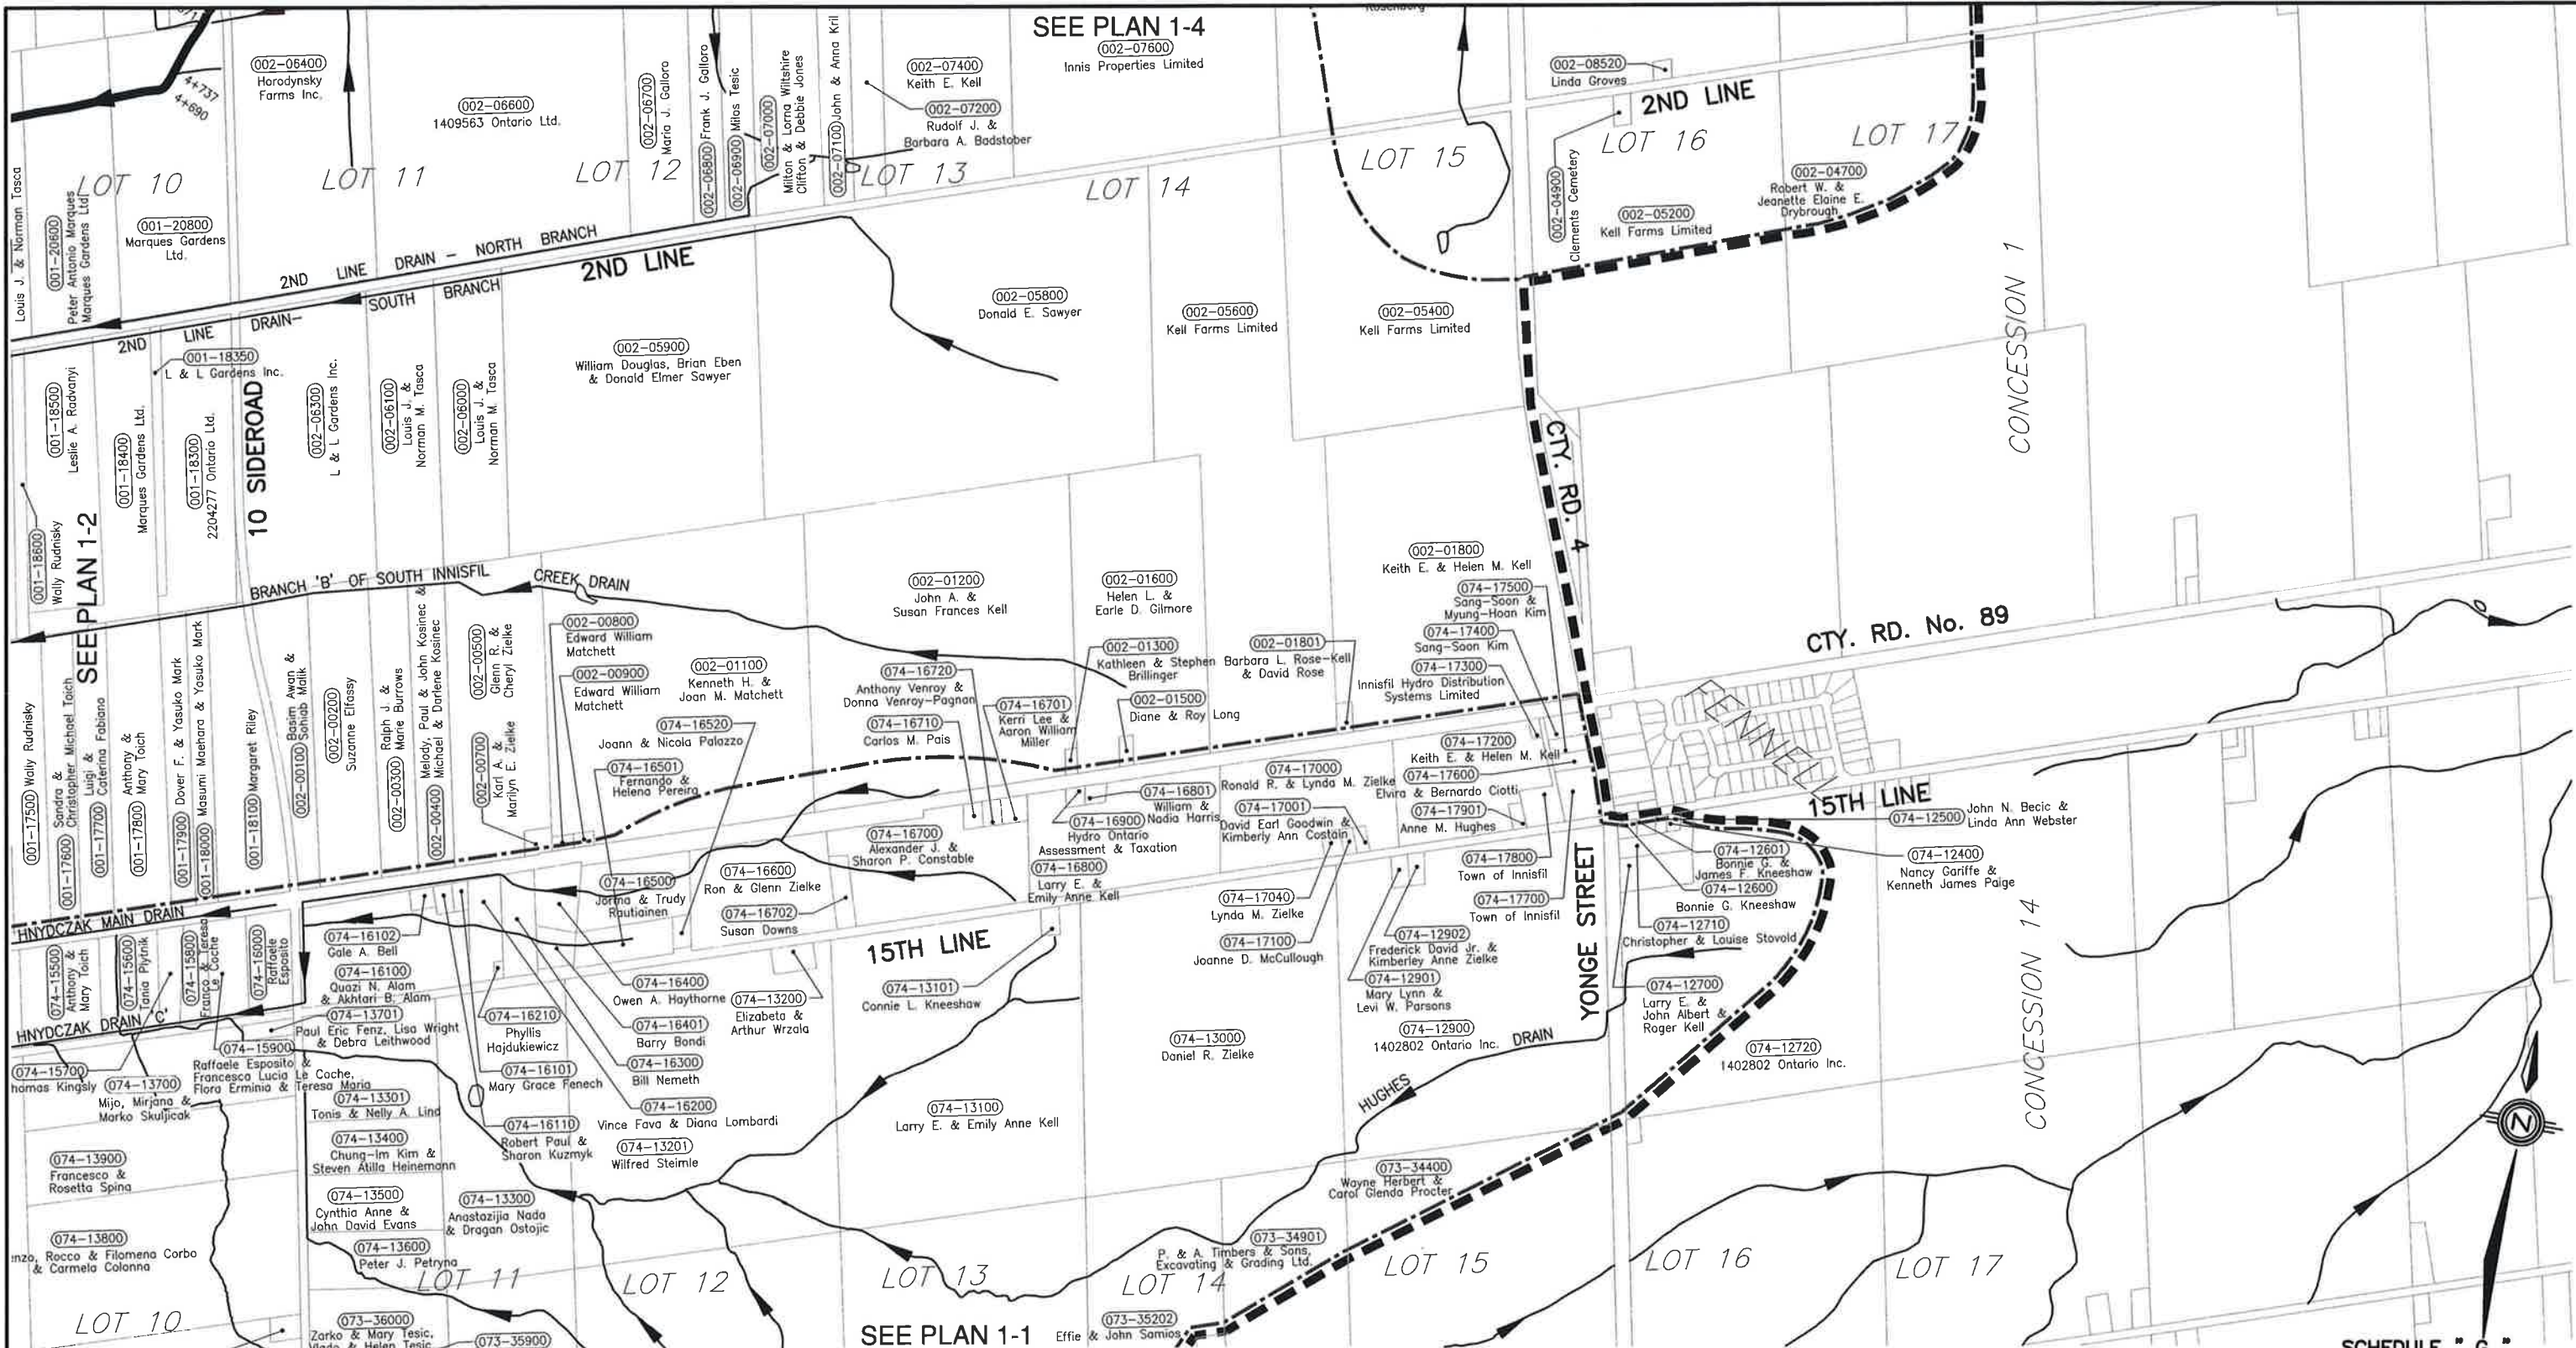 SEE PLAN 1-4
002-06400
Horodynsky
Farms Inc.
4+737
4+690
002-06600
1409563 Ontario Ltd.
002-06700
Maria J. Galloro
002-06800 Frank J. Galloro
002-06900 Milos Tesic
002-07000
Milton & Lorna Wiltshire
Clifton & Debbie Jones
002-07100 John & Anna Kril
002-07400
Keith E. Kell
002-07200
Rudolf J. &
Barbara A. Badstober
002-07600
Innis Properties Limited
002-08520
Linda Groves
2ND LINE
002-04900
Clements Cemetery
LOT 10
LOT 11
LOT 12
LOT 13
LOT 14
LOT 15
LOT 16
LOT 17
002-04700
Robert W. &
Jeanette Elaine E.
Drybrough
002-05200
Kell Farms Limited
Louis J. & Norman Tasca
001-20600
Peter Antonio Marques
Marques Gardens Ltd.
001-20800
Marques Gardens
Ltd.
2ND LINE DRAIN - NORTH BRANCH
2ND LINE DRAIN- SOUTH BRANCH
2ND LINE
002-05800
Donald E. Sawyer
002-05600
Kell Farms Limited
002-05400
Kell Farms Limited
CONCESSION 1
001-18350
L & L Gardens Inc.
001-18500
Leslie A. Radvanyi
001-18400
Marques Gardens Ltd.
001-18300
2204277 Ontario Ltd.
10 SIDEROAD
002-06300
L & L Gardens Inc.
002-06100
Louis J. &
Norman M. Tasca
002-06000
Louis J. &
Norman M. Tasca
002-05900
William Douglas, Brian Eben
& Donald Elmer Sawyer
CTY. RD. 4
001-18600
Wally Rudnisky
SEE PLAN 1-2
BRANCH 'B' OF SOUTH INNISFIL CREEK DRAIN
002-01200
John A. &
Susan Frances Kell
002-01600
Helen L. &
Earle D. Gilmore
002-01800
Keith E. & Helen M. Kell
074-17500
Sang-Soon &
Myung-Hoan Kim
074-17400
Sang-Soon Kim
074-17300
Innisfil Hydro Distribution
Systems Limited
CTY. RD. No. 89
001-17500 Wally Rudnisky
001-17600
Sandra &
Christopher Michael Toich
001-17700
Luigi &
Caterina Fabiano
001-17800
Anthony &
Mary Toich
001-17900 Dover F. & Yasuko Mark
001-18000 Masumi Maehara & Yasuko Mark
001-18100 Margaret Riley
002-00100
Basim Awan &
Sohiab Malik
002-00200
Suzanne Elfassy
002-00300
Ralph J. &
Marie Burrows
002-00400
Melody, Paul & John Kosinec &
Michael & Darlene Kosinec
002-00500
Glenn R. &
Cheryl Zielke
002-00700
Karl A. &
Marilyn E. Zielke
002-00800
Edward William
Matchett
002-00900
Edward William
Matchett
002-01100
Kenneth H. &
Joan M. Matchett
074-16520
Joann & Nicola Palazzo
074-16501
Fernando &
Helena Pereira
074-16720
Anthony Venroy &
Donna Venroy-Pagnan
074-16710
Carlos M. Pais
074-16701
Kerri Lee &
Aaron William
Miller
002-01300
Kathleen & Stephen
Brillinger
002-01500
Diane & Roy Long
002-01801
Barbara L. Rose-Kell
& David Rose
074-17200
Keith E. & Helen M. Kell
074-17000
Ronald R. & Lynda M. Zielke
074-17600
Elvira & Bernardo Ciotti
074-17901
Anne M. Hughes
074-17001
David Earl Goodwin &
Kimberly Ann Costain
074-16801
William &
Nadia Harris
074-16900
Hydro Ontario
Assessment & Taxation
074-16800
Larry E. &
Emily Anne Kell
074-16700
Alexander J. &
Sharon P. Constable
074-16600
Ron & Glenn Zielke
074-16500
Jorma & Trudy
Rautiainen
074-16702
Susan Downs
074-17800
Town of Innisfil
074-17700
Town of Innisfil
FENNELL
15TH LINE
074-12500
John N. Becic &
Linda Ann Webster
074-12400
Nancy Gariffe &
Kenneth James Paige
074-12601
Bonnie G. &
James F. Kneeshaw
074-12600
Bonnie G. Kneeshaw
074-12710
Christopher & Louise Stovold
YONGE STREET
HNYDCZAK MAIN DRAIN
074-15500
Anthony &
Mary Toich
074-15600
Tania Plytnik
074-15800
Franco & Teresa
Le Coche
074-16000
Raffaele
Esposito
HNYDCZAK DRAIN 'C'
074-16102
Gale A. Bell
074-16100
Quazi N. Alam
& Akhtari B. Alam
074-13701
Paul Eric Fenz, Lisa Wright
& Debra Leithwood
074-16210
Phyllis
Hajdukiewicz
074-16101
Mary Grace Fenech
074-16110
Robert Paul &
Sharon Kuzmyk
074-16400
Owen A. Haythorne
074-16401
Barry Bondi
074-16300
Bill Nemeth
074-16200
Vince Fava & Diana Lombardi
074-13201
Wilfred Steimle
074-13200
Elizabeta &
Arthur Wrzala
15TH LINE
074-13101
Connie L. Kneeshaw
074-17040
Lynda M. Zielke
074-17100
Joanne D. McCullough
074-12902
Frederick David Jr. &
Kimberley Anne Zielke
074-12901
Mary Lynn &
Levi W. Parsons
074-12900
1402802 Ontario Inc.
074-12700
Larry E. &
John Albert &
Roger Kell
074-12720
1402802 Ontario Inc.
CONCESSION 14
074-13000
Daniel R. Zielke
HUGHES DRAIN
074-13100
Larry E. & Emily Anne Kell
074-15700
homas Kingsly
074-13700
Mijo, Mirjana &
Marko Skuljicak
074-15900
Raffaele Esposito &
Francesca Lucia Le Coche,
Flora Erminia & Teresa Maria
074-13301
Tonis & Nelly A. Lind
074-13400
Chung-Im Kim &
Steven Atilla Heinemann
074-13500
Cynthia Anne &
John David Evans
074-13300
Anastazijia Nada
& Dragan Ostojic
074-13600
Peter J. Petryna
074-13900
Francesco &
Rosetta Spina
074-13800
nzo, Rocco & Filomena Corbo
& Carmela Colonna
073-34400
Wayne Herbert &
Carol Glenda Procter
073-34901
P. & A. Timbers & Sons,
Excavating & Grading Ltd.
LOT 10
LOT 11
LOT 12
LOT 13
LOT 14
LOT 15
LOT 16
LOT 17
N
073-36000
Zarko & Mary Tesic,
073-35900
SEE PLAN 1-1
073-35202
Effie & John Samios
SCHEDULE " G "